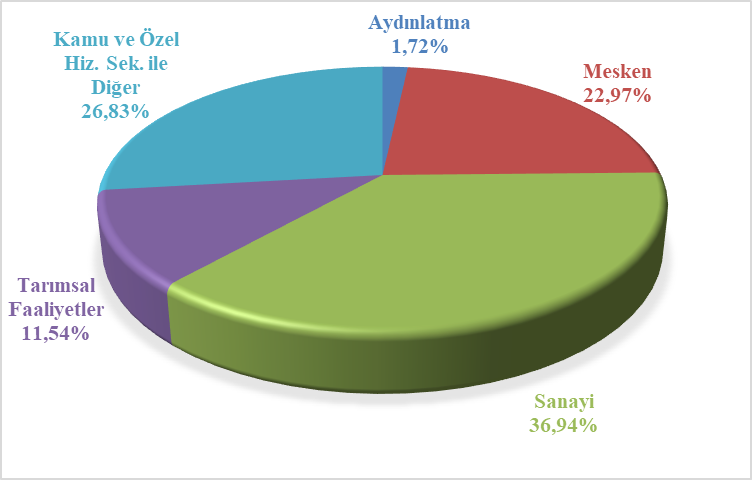 Aydınlatma
1,72%
Kamu ve Özel
Hiz. Sek. ile
Diğer
26,83%
Mesken
22,97%
Tarımsal
Faaliyetler
11,54%
Sanayi
36,94%